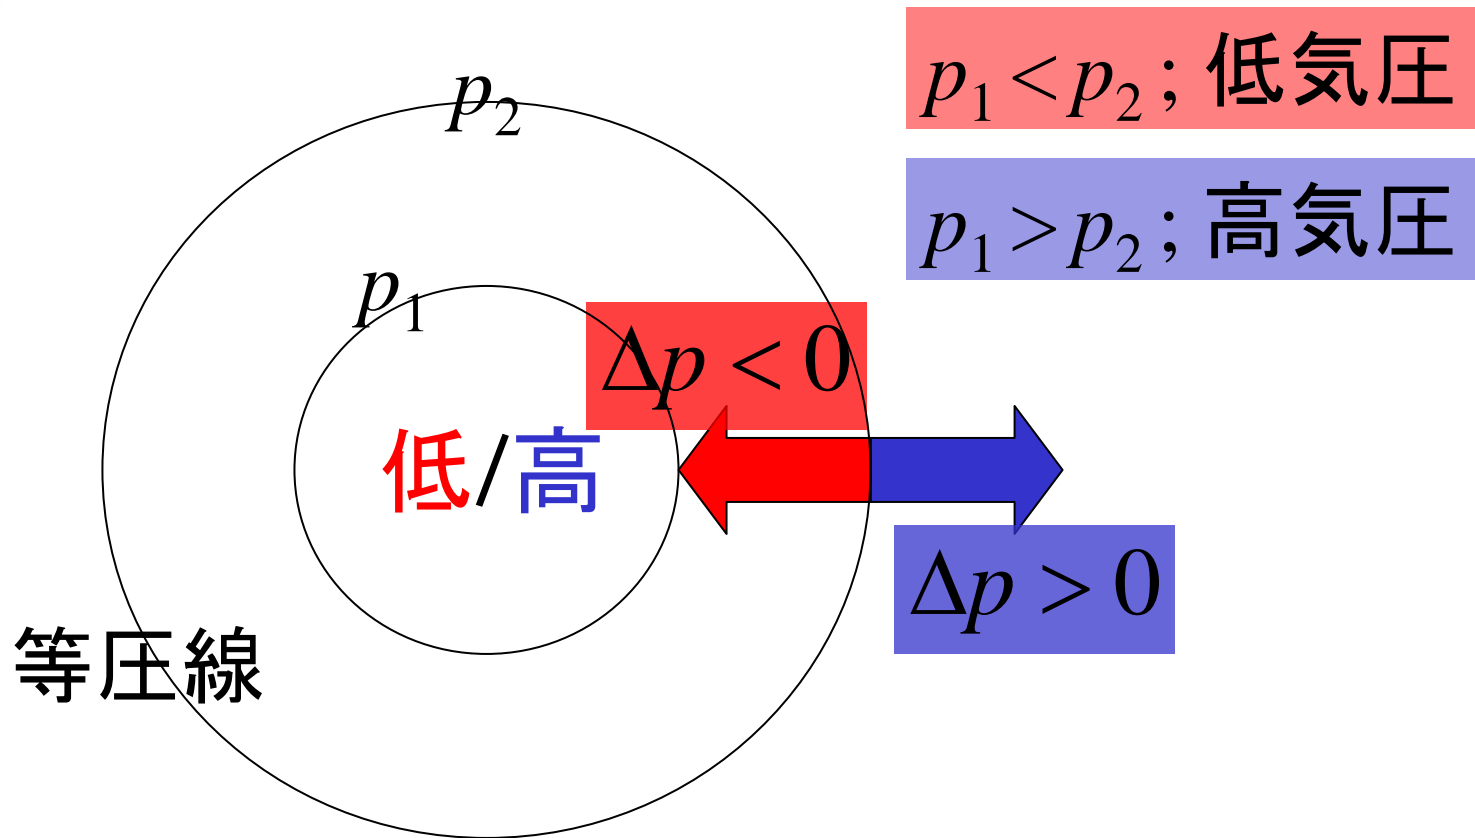 p₁ < p₂ ; 低気圧
p₂
p₁ > p₂ ; 高気圧
p₁
Δp < 0
低/高
Δp > 0
等圧線